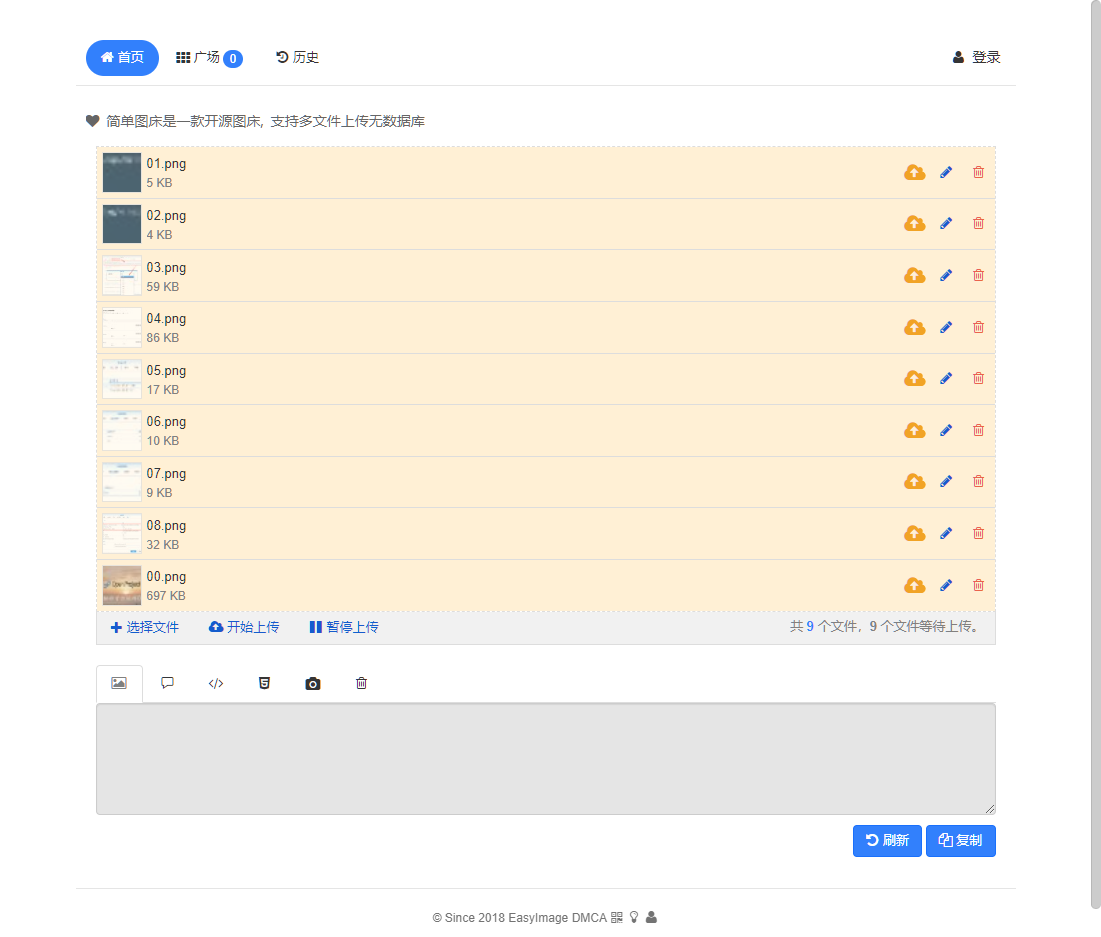 首页 广场 0 历史 登录
简单图床是一款开源图床, 支持多文件上传无数据库
01.png
5 KB
02.png
4 KB
03.png
59 KB
04.png
86 KB
05.png
17 KB
06.png
10 KB
07.png
9 KB
08.png
32 KB
00.png
697 KB
选择文件 开始上传 暂停上传 共 9 个文件，9 个文件等待上传。
刷新 复制
© Since 2018 EasyImage DMCA